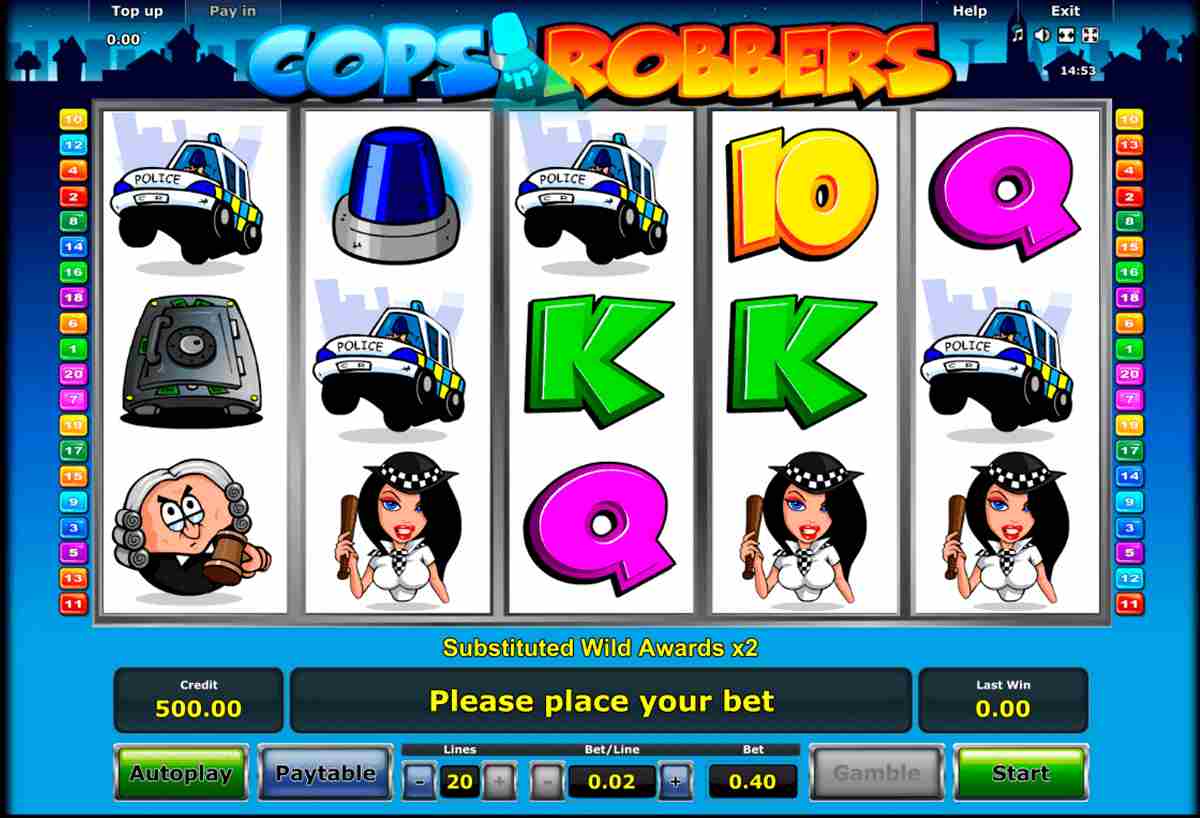 Top up Pay in Help Exit
0.00
COPS 'n' ROBBERS
14:53
10 10
12 13
4 4
2 2
8 8
14 15
16 16
18 18
6 6
1 1
20 20
7 7
19 19
17 17
15 14
9 9
3 3
5 5
13 12
11 11
POLICE POLICE 10 Q
POLICE K K POLICE
Q
Substituted Wild Awards x2
Credit
500.00
Please place your bet
Last Win
0.00
Autoplay
Paytable
Lines Bet/Line Bet
- 20 + - 0.02 + 0.40
Gamble
Start